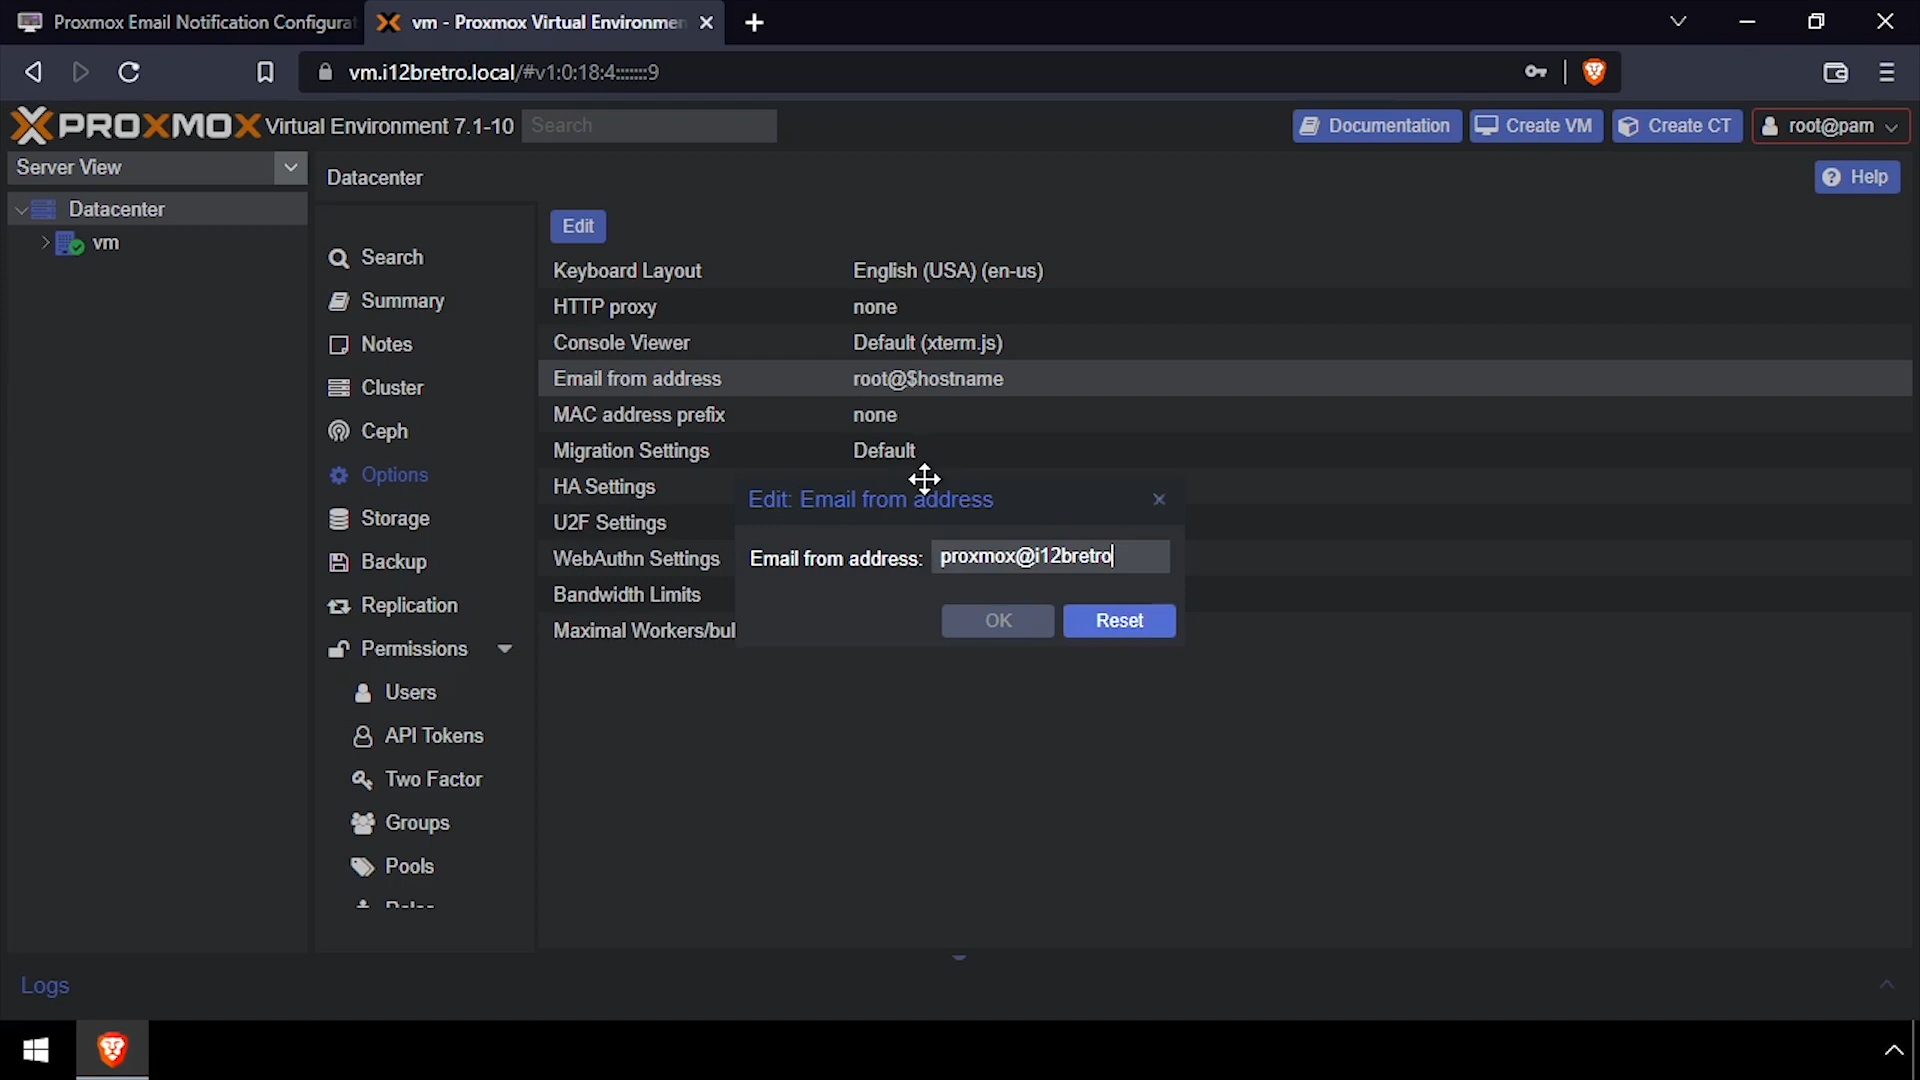 Proxmox Email Notification Configurat
vm - Proxmox Virtual Environmen
vm.i12bretro.local/#v1:0:18:4:::::::9
PROXMOX Virtual Environment 7.1-10
Search
Documentation
Create VM
Create CT
root@pam
Server View
Datacenter
Help
Datacenter
vm
Edit
Search
Summary
Notes
Cluster
Ceph
Options
Storage
Backup
Replication
Permissions
Users
API Tokens
Two Factor
Groups
Pools
Keyboard Layout English (USA) (en-us)
HTTP proxy none
Console Viewer Default (xterm.js)
Email from address root@$hostname
MAC address prefix none
Migration Settings Default
HA Settings
U2F Settings
WebAuthn Settings
Bandwidth Limits
Maximal Workers/bul
Edit: Email from address
Email from address: proxmox@i12bretro
OK
Reset
Logs